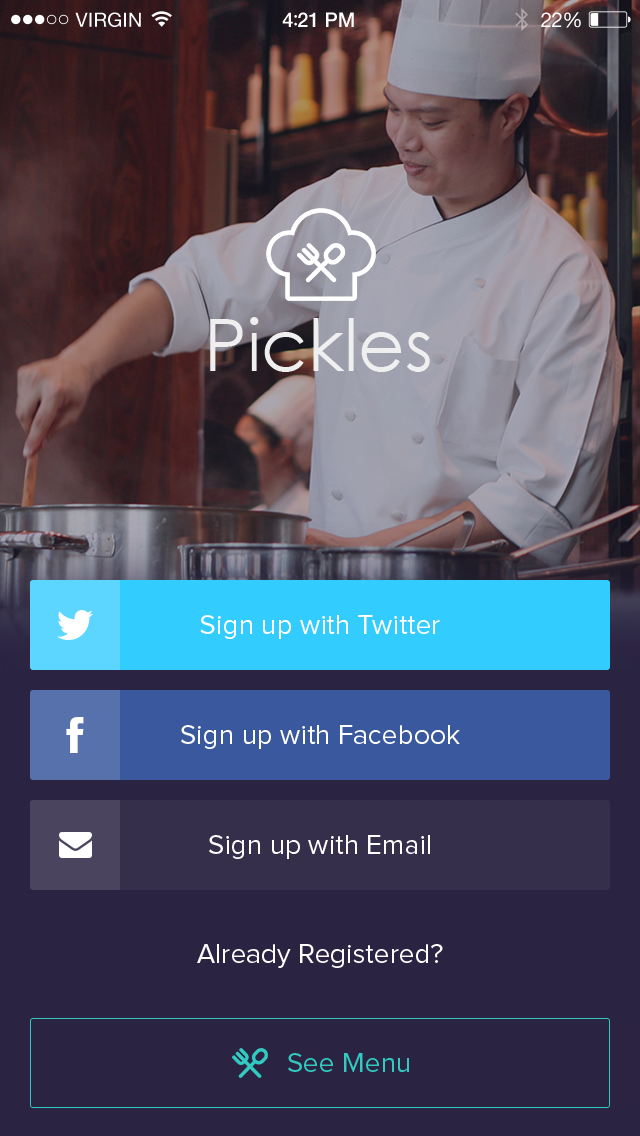 VIRGIN 4:21 PM 22%
Pickles
Sign up with Twitter
Sign up with Facebook
Sign up with Email
Already Registered?
See Menu